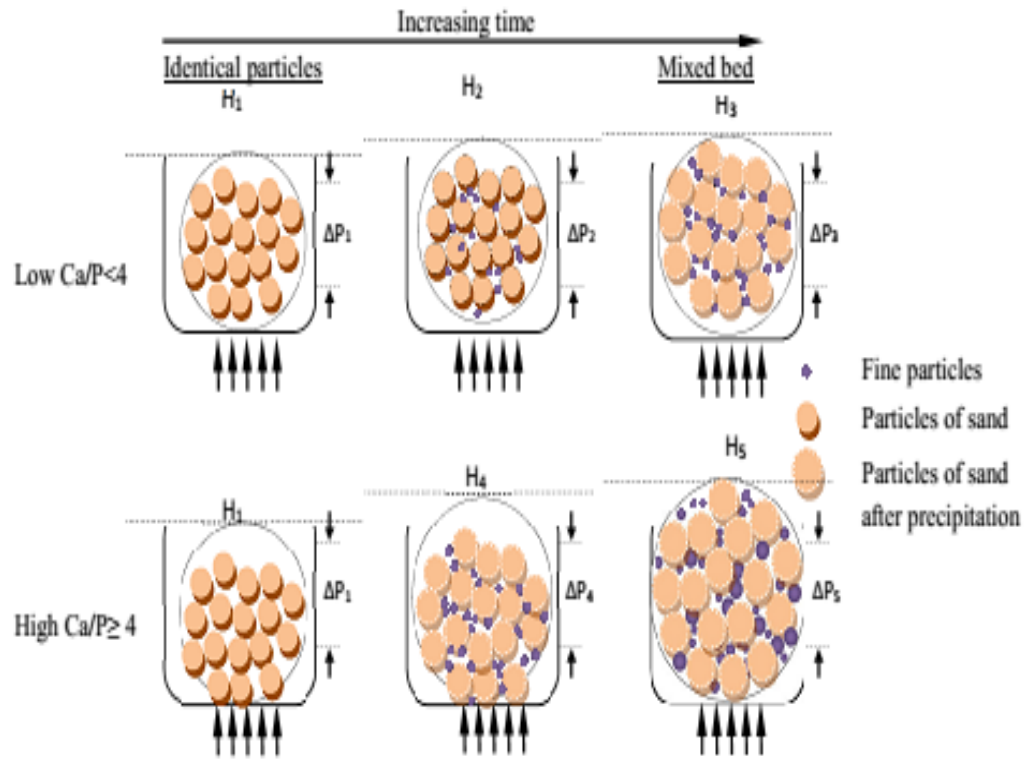 Increasing time
Identical particles
Mixed bed
H₁
H₂
H₃
Low Ca/P<4
ΔP₁
ΔP₂
ΔP₃
Fine particles
Particles of sand
Particles of sand
after precipitation
H₁
H₄
H₅
High Ca/P≥ 4
ΔP₁
ΔP₄
ΔP₅